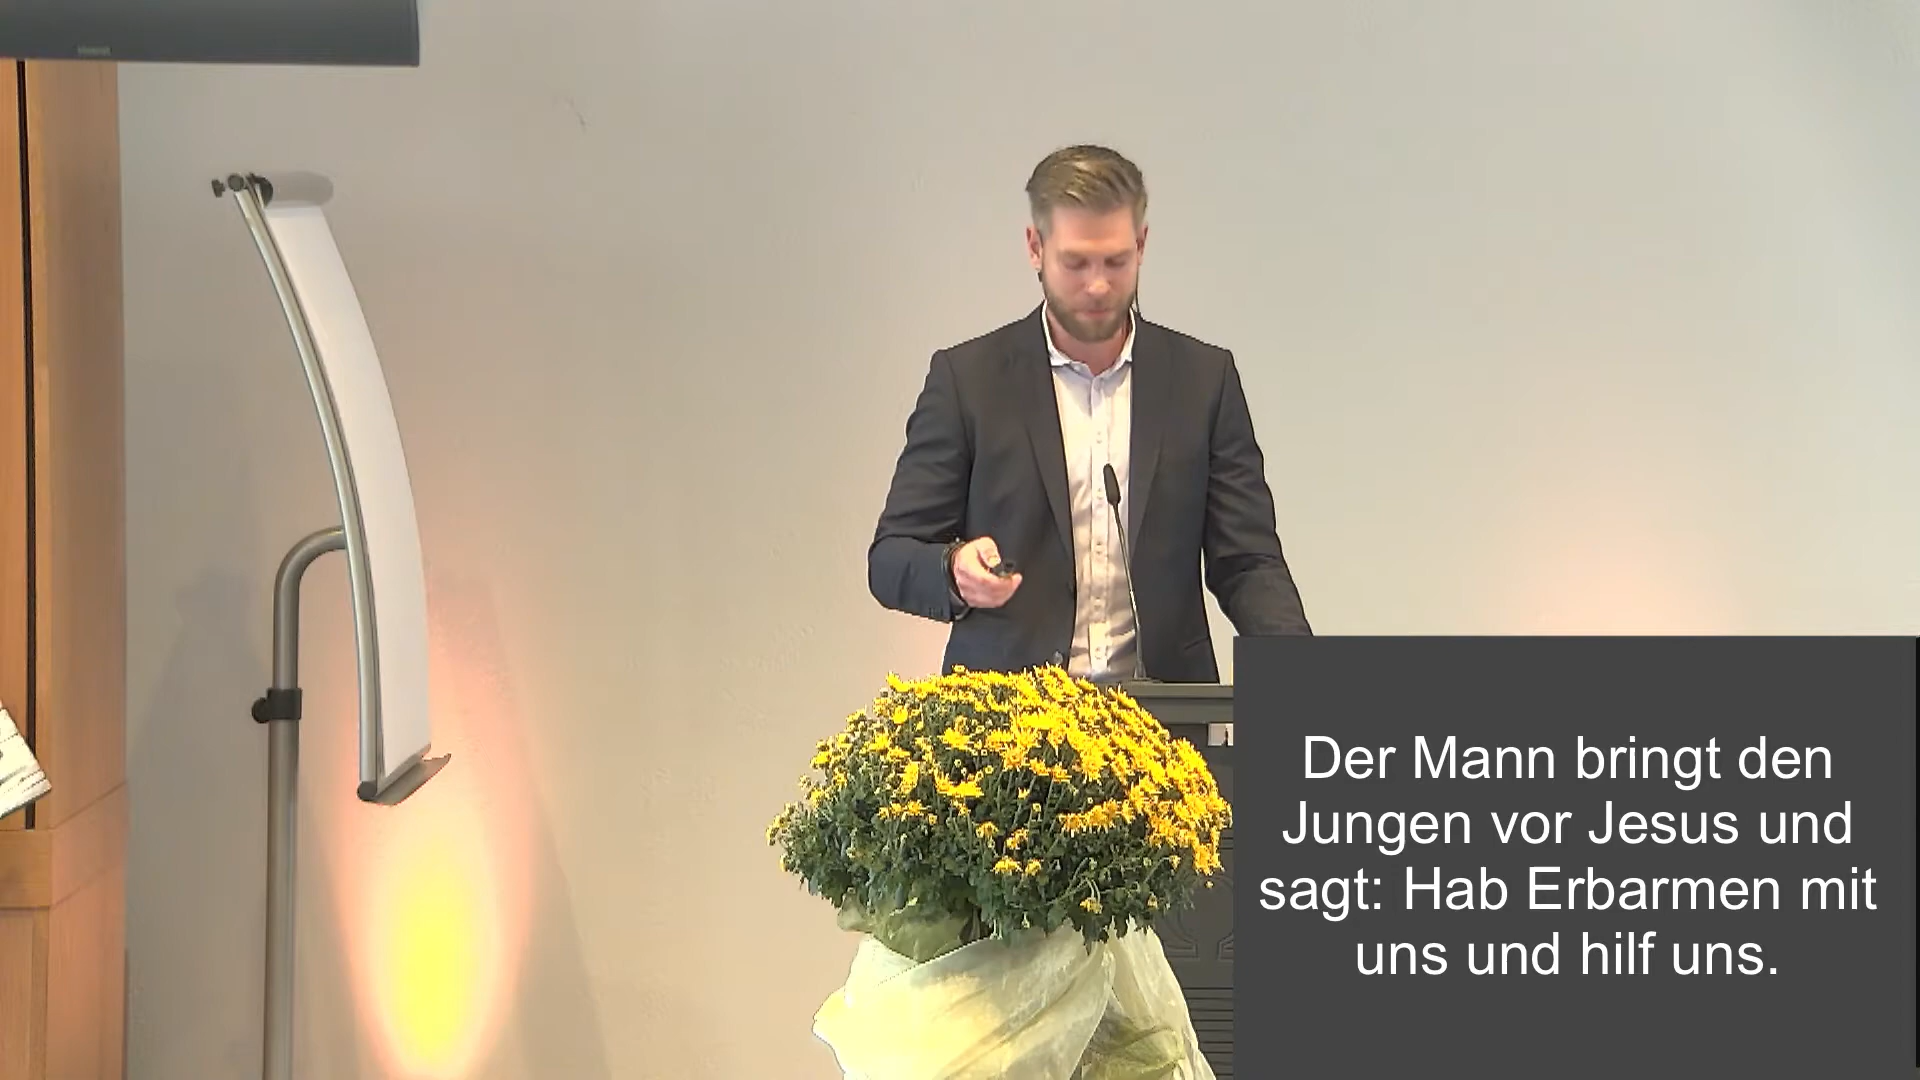 Der Mann bringt den
Jungen vor Jesus und
sagt: Hab Erbarmen mit
uns und hilf uns.